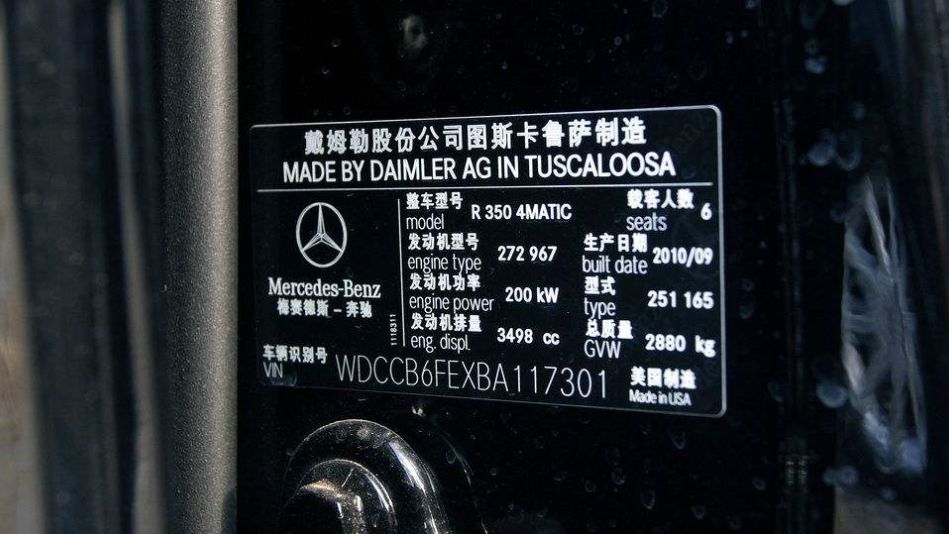 戴姆勒股份公司图斯卡鲁萨制造
MADE BY DAIMLER AG IN TUSCALOOSA
Mercedes-Benz
梅赛德斯－奔驰
1118311
整车型号
model
R 350 4MATIC
载客人数
seats
6
发动机型号
engine type
272 967
生产日期
built date
2010/09
发动机功率
engine power
200 kW
型式
type
251 165
发动机排量
eng. displ.
3498 cc
总质量
GVW
2880 kg
车辆识别号
VIN
WDCCB6FEXBA117301
美国制造
Made in USA